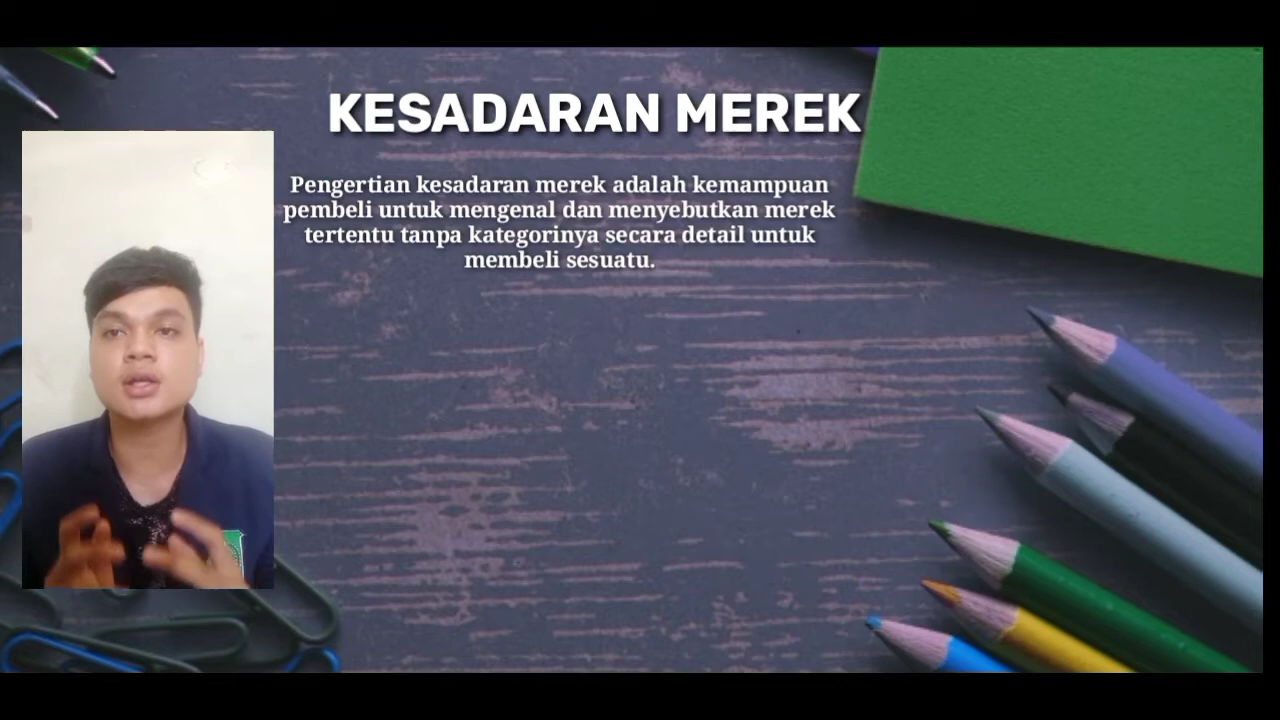 KESADARAN MEREK
Pengertian kesadaran merek adalah kemampuan
pembeli untuk mengenal dan menyebutkan merek
tertentu tanpa kategorinya secara detail untuk
membeli sesuatu.